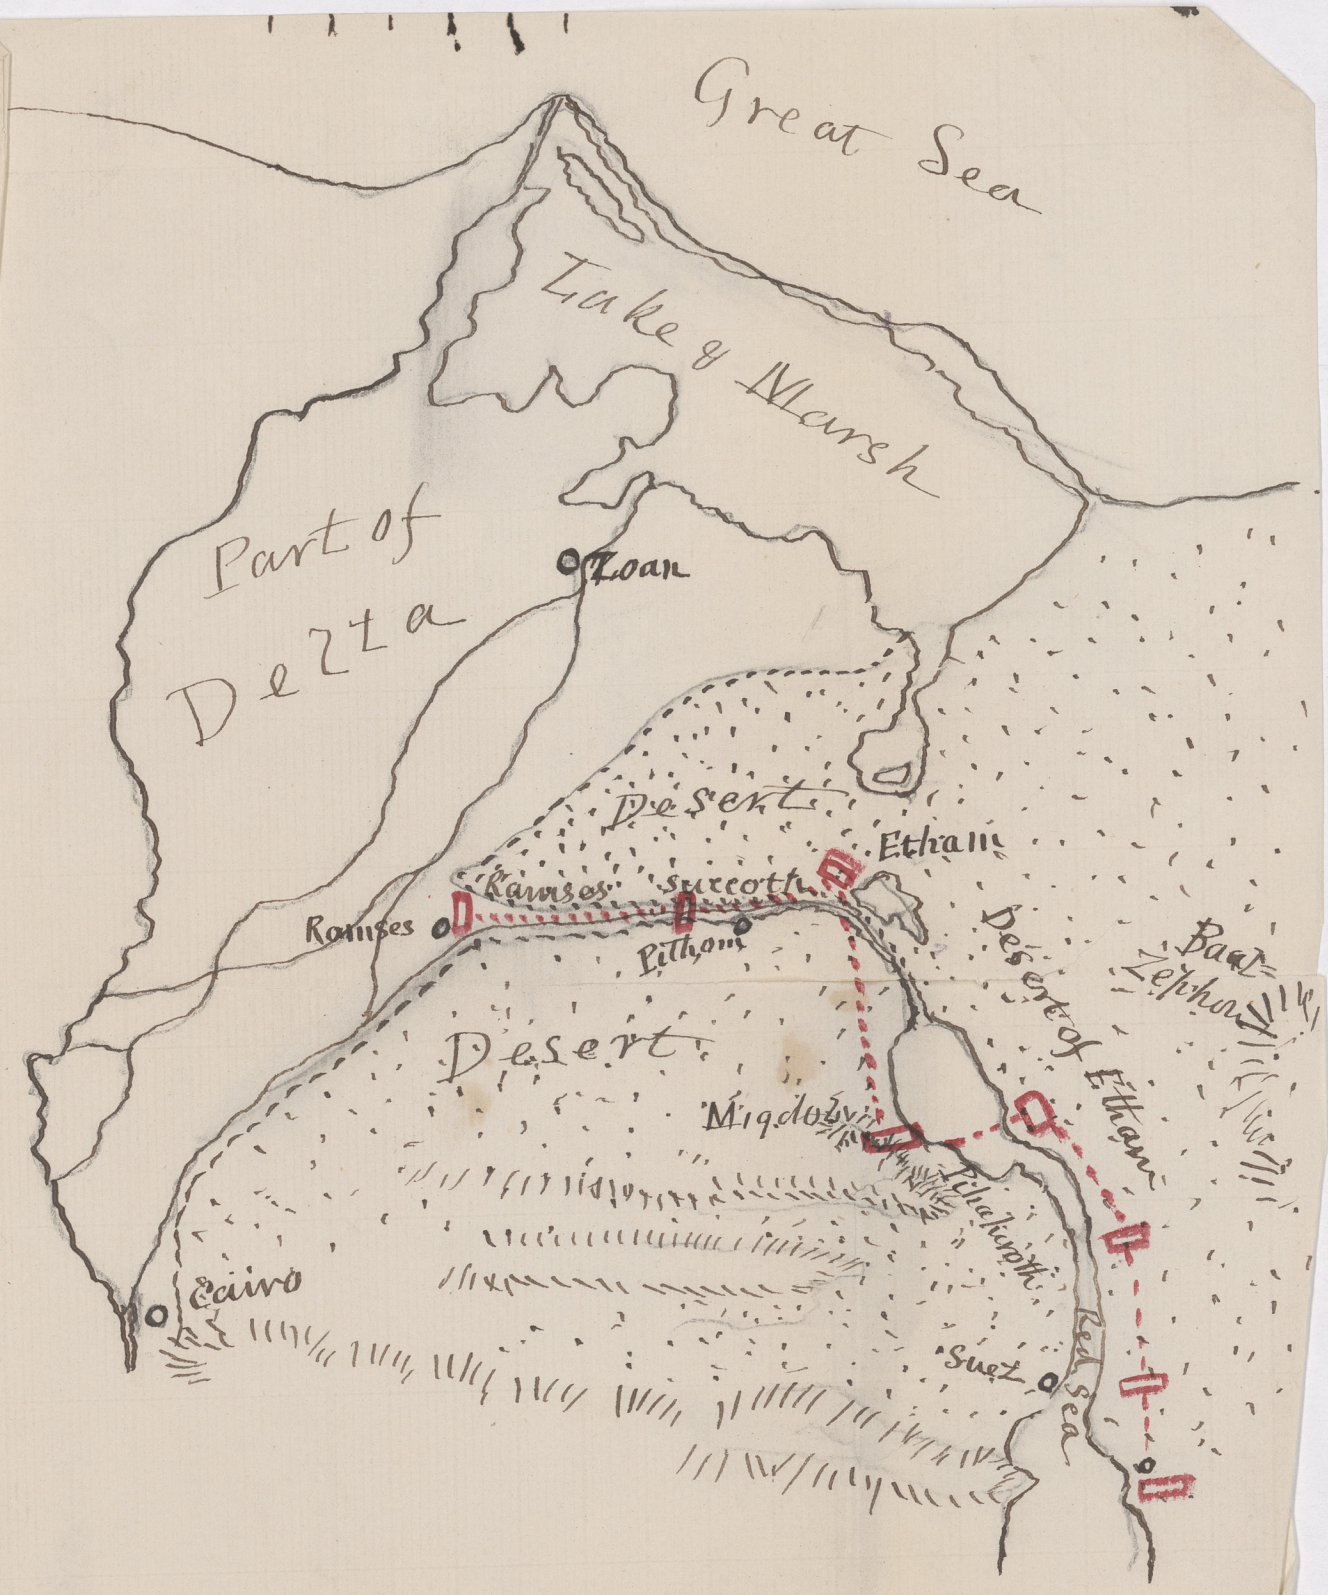 Great Sea
Lake & Marsh
Part of
Delta
Zoan
Desert
Etham
Ramses
Succoth
Ramses
Pithom
Desert of Etham
Baal-
Zephon
Desert
Migdol
Pihahiroth
Cairo
Suez
Red Sea